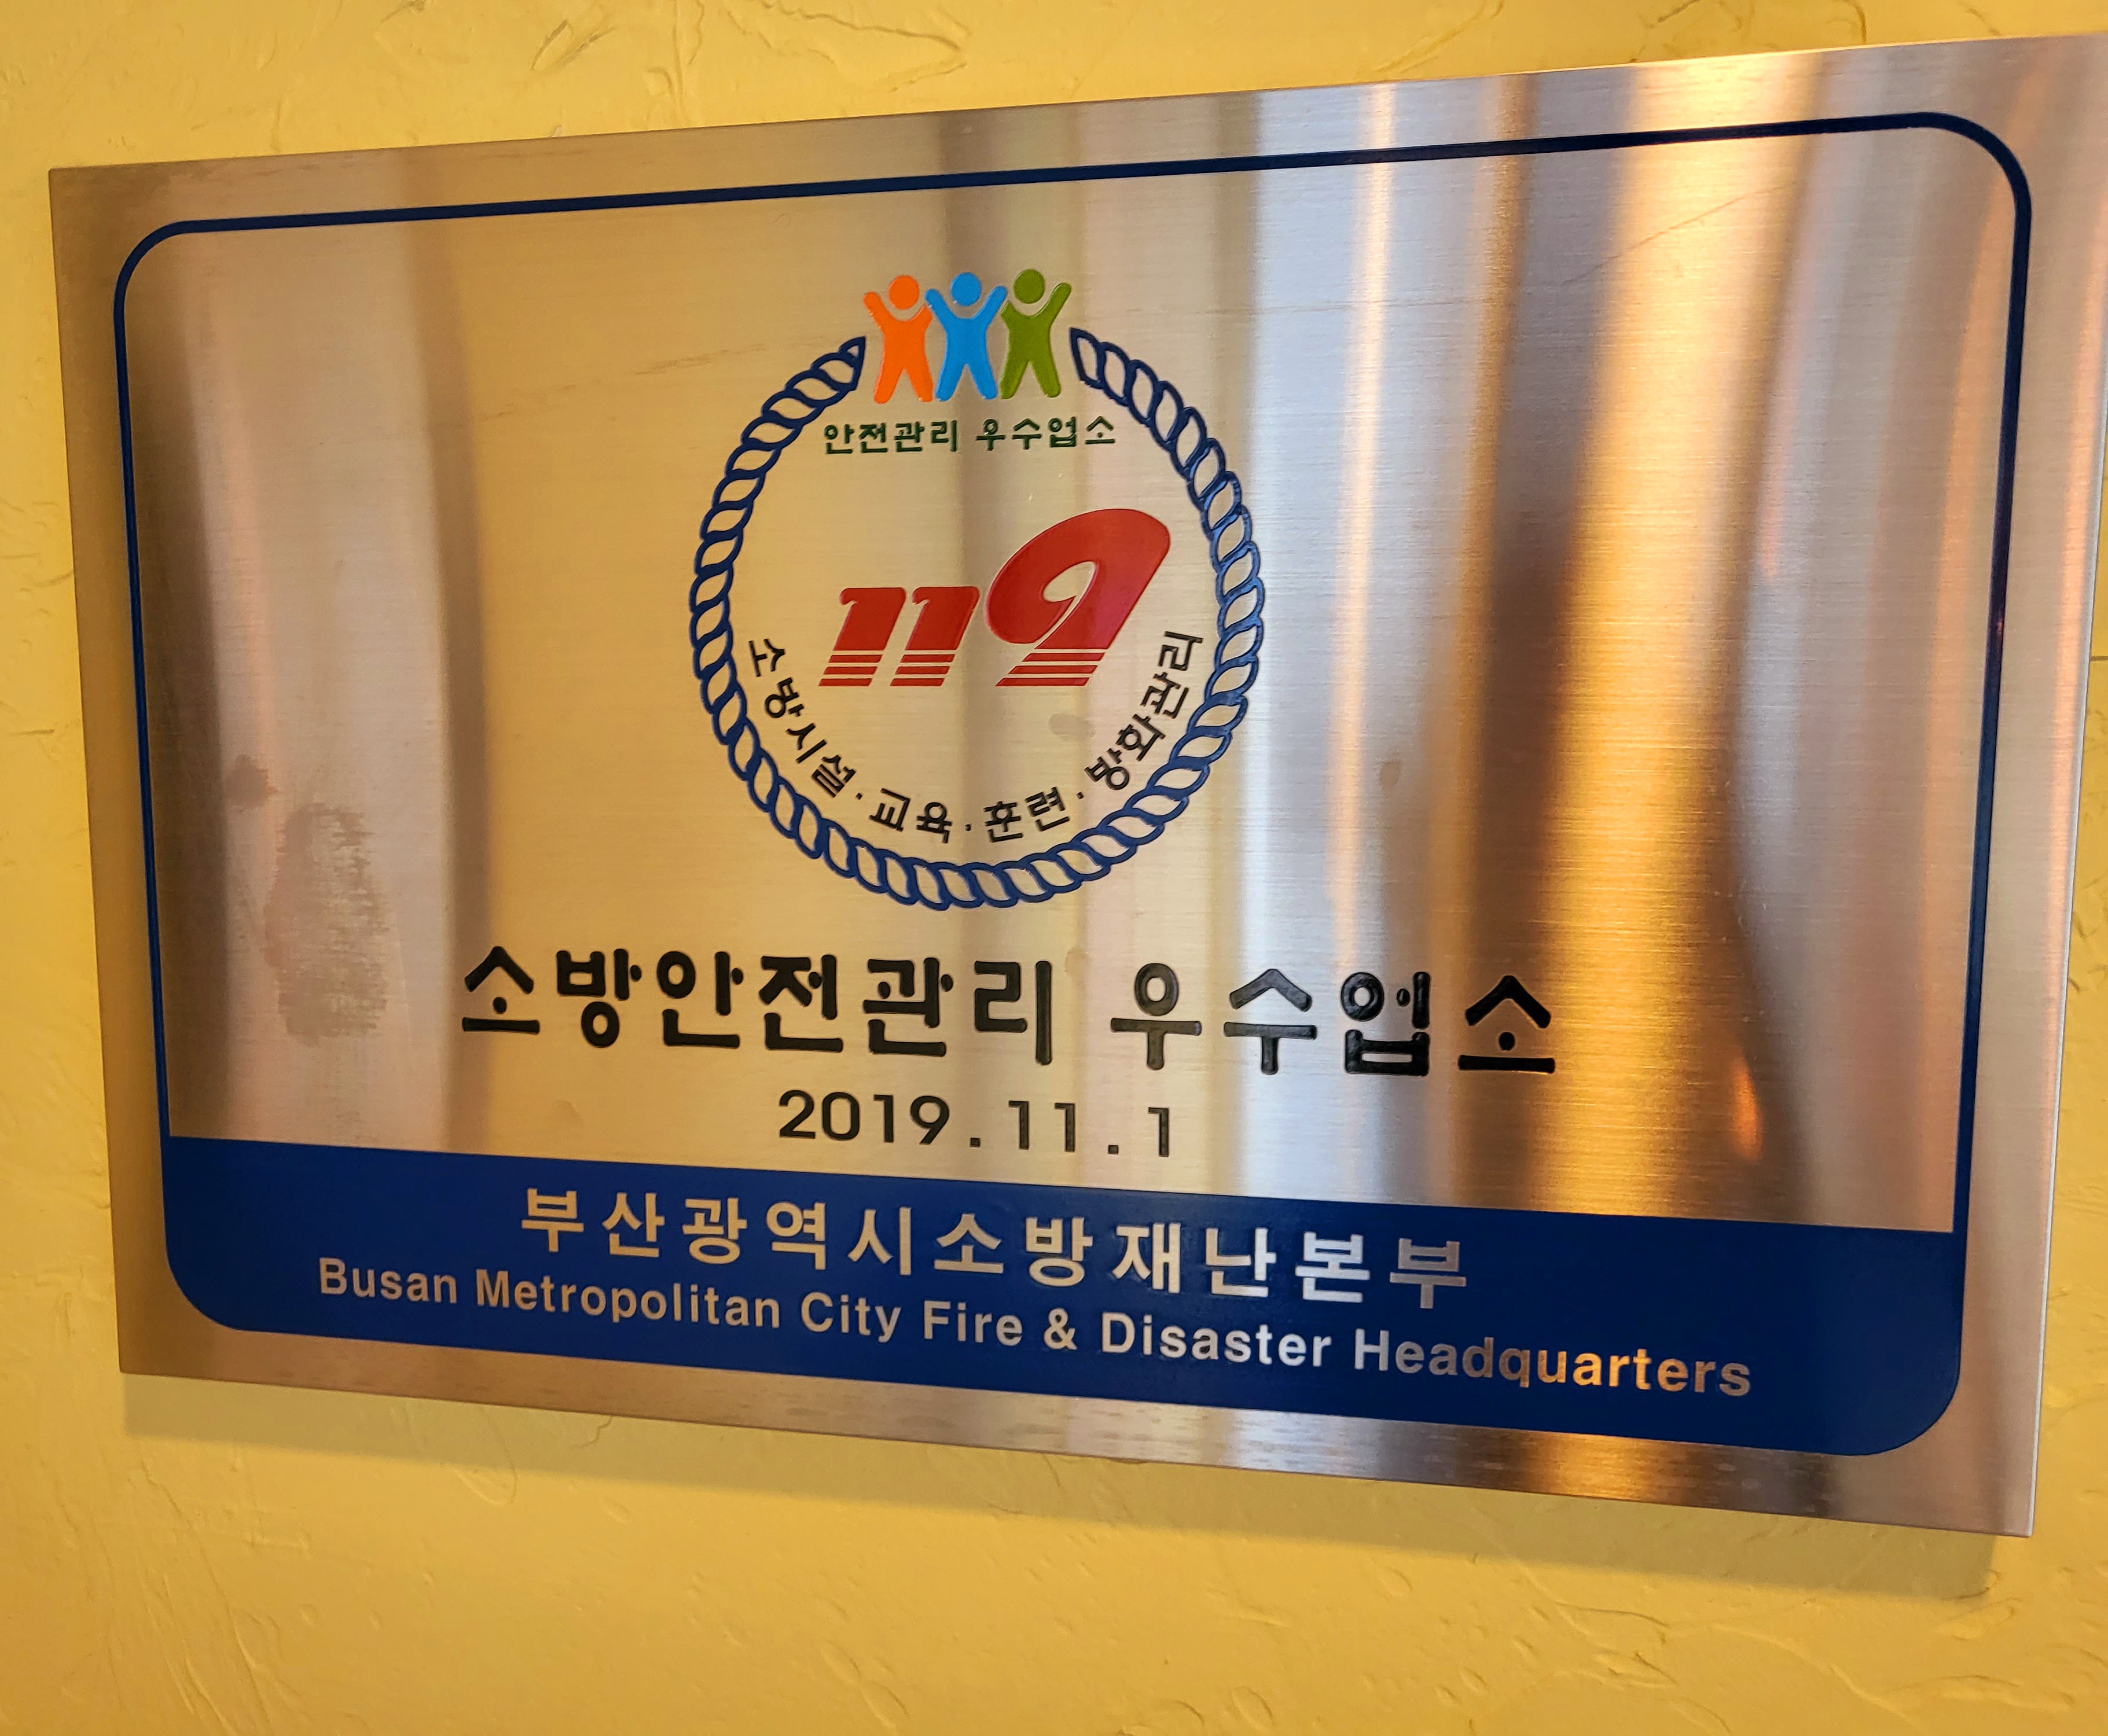 안전관리 우수업소
119
소방시설·교육·훈련·방화관리
소방안전관리 우수업소
2019.11.1
부산광역시소방재난본부
Busan Metropolitan City Fire & Disaster Headquarters